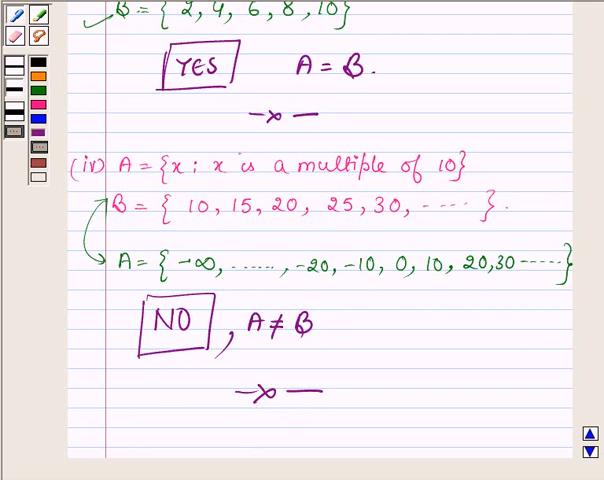 B = { 2, 4, 6, 8, 10}
YES A = B.
(iv) A = {x : x is a multiple of 10}
B = { 10, 15, 20, 25, 30, ----- }.
A = { -∞, ......, -20, -10, 0, 10, 20, 30 -----}
NO , A ≠ B